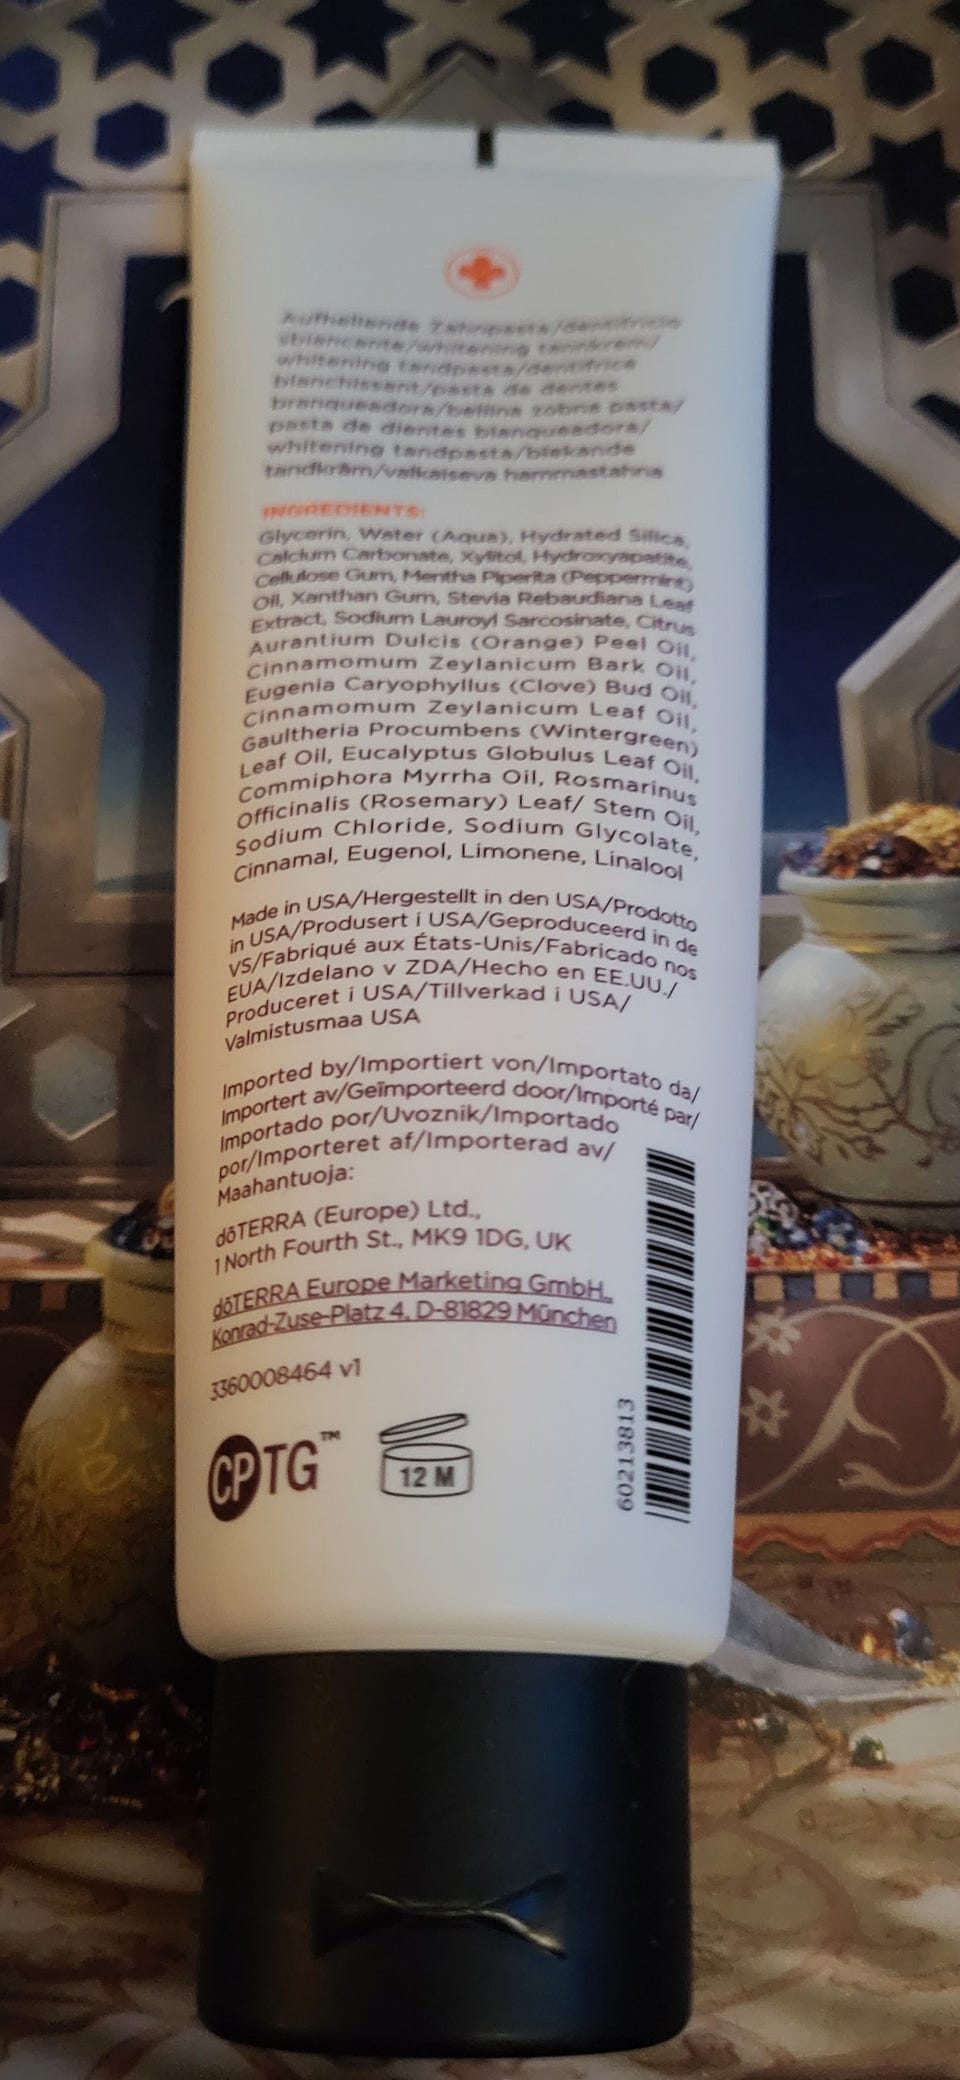 Aufhellende Zahnpasta/dentifricio
sbiancante/whitening tannkrem/
whitening tandpasta/dentifrice
blanchissant/pasta de dentes
branqueadora/belilna zobna pasta/
pasta de dientes blanqueadora/
whitening tandpasta/blekande
tandkräm/valkaiseva hammastahna
INGREDIENTS:
Glycerin, Water (Aqua), Hydrated Silica,
Calcium Carbonate, Xylitol, Hydroxyapatite,
Cellulose Gum, Mentha Piperita (Peppermint)
Oil, Xanthan Gum, Stevia Rebaudiana Leaf
Extract, Sodium Lauroyl Sarcosinate, Citrus
Aurantium Dulcis (Orange) Peel Oil,
Cinnamomum Zeylanicum Bark Oil,
Eugenia Caryophyllus (Clove) Bud Oil,
Cinnamomum Zeylanicum Leaf Oil,
Gaultheria Procumbens (Wintergreen)
Leaf Oil, Eucalyptus Globulus Leaf Oil,
Commiphora Myrrha Oil, Rosmarinus
Officinalis (Rosemary) Leaf/ Stem Oil,
Sodium Chloride, Sodium Glycolate,
Cinnamal, Eugenol, Limonene, Linalool
Made in USA/Hergestellt in den USA/Prodotto
in USA/Produsert i USA/Geproduceerd in de
VS/Fabriqué aux États-Unis/Fabricado nos
EUA/Izdelano v ZDA/Hecho en EE.UU./
Produceret i USA/Tillverkad i USA/
Valmistusmaa USA
Imported by/Importiert von/Importato da/
Importert av/Geïmporteerd door/Importé par/
Importado por/Uvoznik/Importado
por/Importeret af/Importerad av/
Maahantuoja:
dōTERRA (Europe) Ltd.,
1 North Fourth St., MK9 1DG, UK
dōTERRA Europe Marketing GmbH,
Konrad-Zuse-Platz 4, D-81829 München
3360008464 v1
CPTG™
12 M
60213813